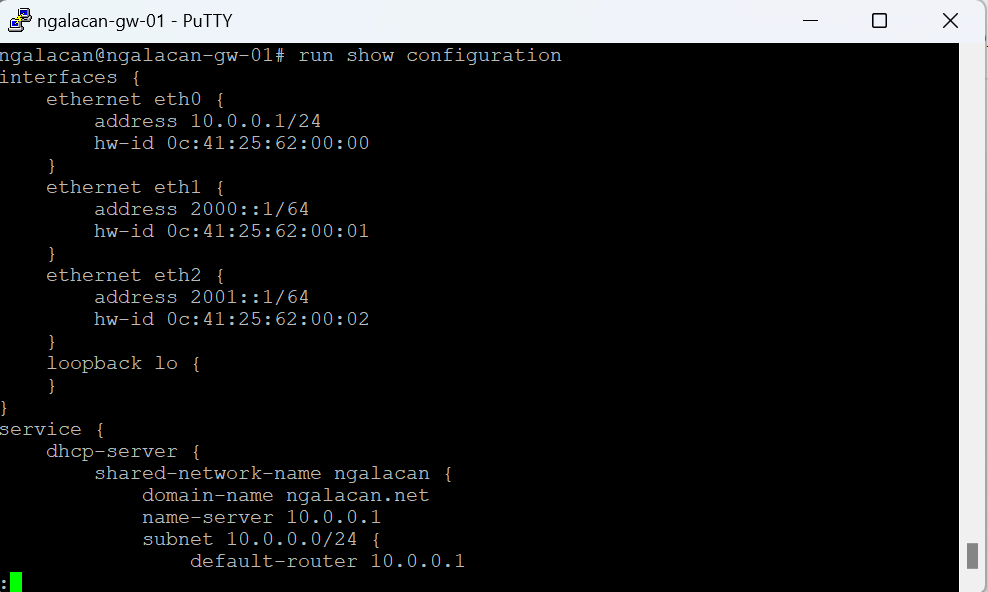 ngalacan-gw-01 - PuTTY
ngalacan@ngalacan-gw-01# run show configuration
interfaces {
    ethernet eth0 {
        address 10.0.0.1/24
        hw-id 0c:41:25:62:00:00
    }
    ethernet eth1 {
        address 2000::1/64
        hw-id 0c:41:25:62:00:01
    }
    ethernet eth2 {
        address 2001::1/64
        hw-id 0c:41:25:62:00:02
    }
    loopback lo {
    }
}
service {
    dhcp-server {
        shared-network-name ngalacan {
            domain-name ngalacan.net
            name-server 10.0.0.1
            subnet 10.0.0.0/24 {
                default-router 10.0.0.1
: